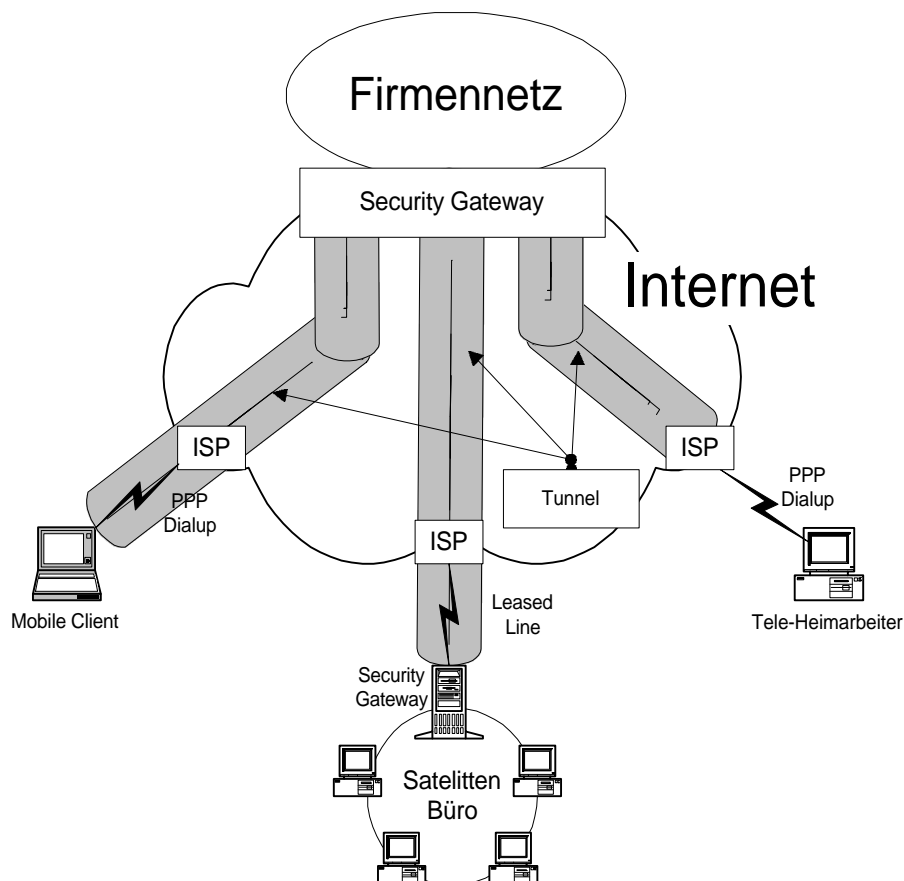 Firmennetz
Security Gateway
Internet
ISP
ISP
PPP
Dialup
PPP
Dialup
Tunnel
ISP
Mobile Client
Leased
Line
Tele-Heimarbeiter
Security
Gateway
Satelitten
Büro